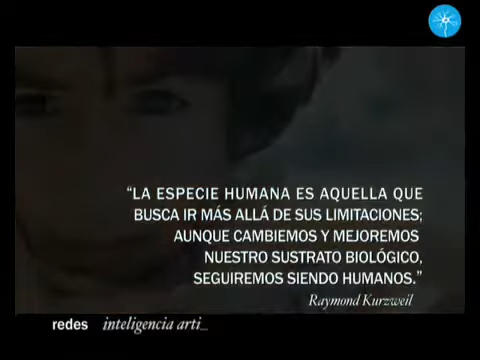 “LA ESPECIE HUMANA ES AQUELLA QUE
BUSCA IR MÁS ALLÁ DE SUS LIMITACIONES;
AUNQUE CAMBIEMOS Y MEJOREMOS
NUESTRO SUSTRATO BIOLÓGICO,
SEGUIREMOS SIENDO HUMANOS.”
Raymond Kurzweil
redes inteligencia arti_